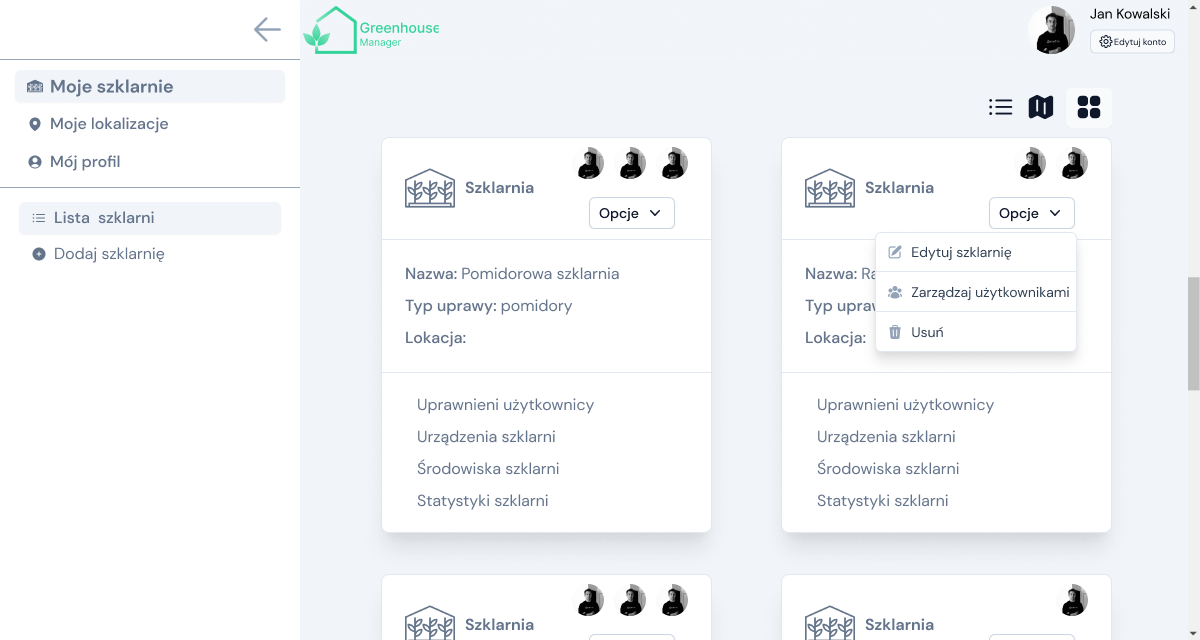 Greenhouse
Manager
Jan Kowalski
Edytuj konto
Moje szklarnie
Moje lokalizacje
Mój profil
Lista szklarni
Dodaj szklarnię
Szklarnia
Opcje
Nazwa: Pomidorowa szklarnia
Typ uprawy: pomidory
Lokacja:
Uprawnieni użytkownicy
Urządzenia szklarni
Środowiska szklarni
Statystyki szklarni
Szklarnia
Opcje
Edytuj szklarnię
Zarządzaj użytkownikami
Usuń
Nazwa:
Typ
Lokacja:
Uprawnieni użytkownicy
Urządzenia szklarni
Środowiska szklarni
Statystyki szklarni
Szklarnia
Szklarnia